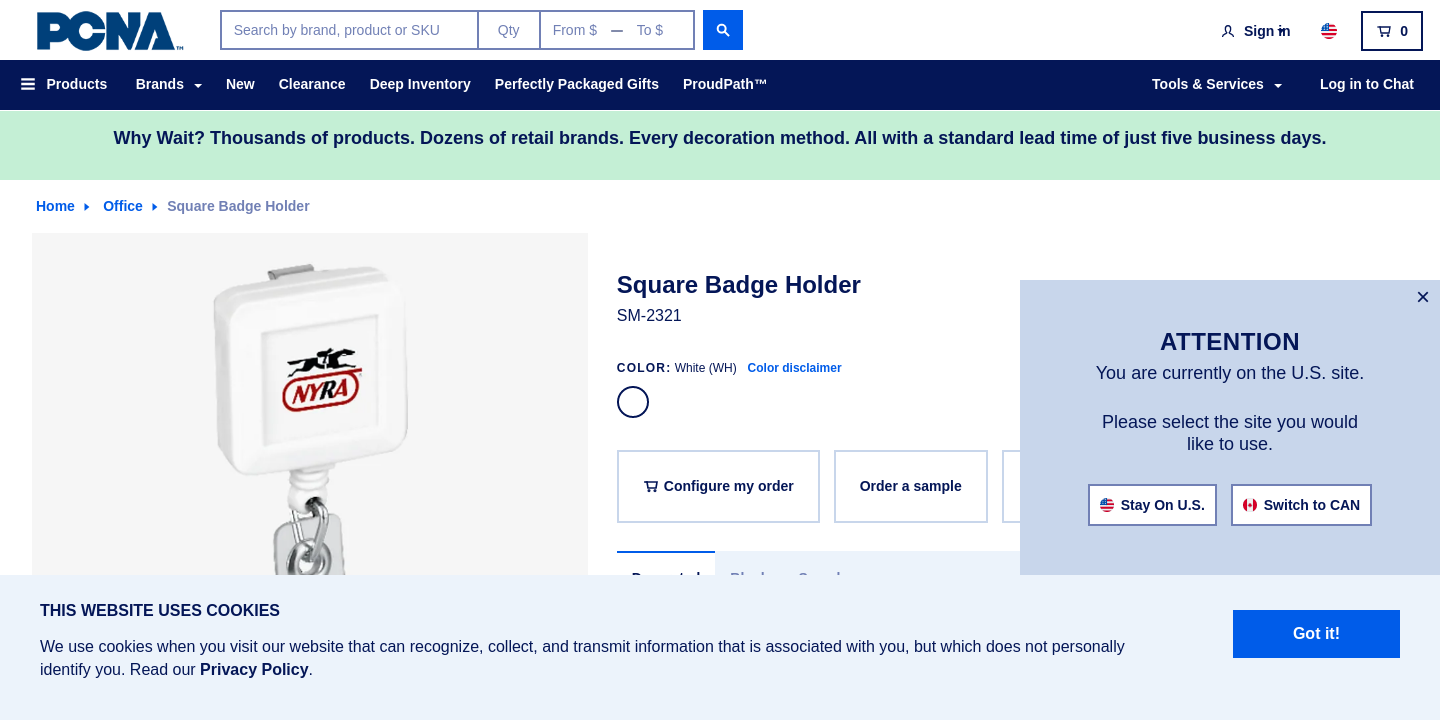 PCNA™
Search by brand, product or SKU
Qty
From $ — To $
Sign in
0
Products
Brands
New
Clearance
Deep Inventory
Perfectly Packaged Gifts
ProudPath™
Tools & Services
Log in to Chat
Why Wait? Thousands of products. Dozens of retail brands. Every decoration method. All with a standard lead time of just five business days.
Home
Office
Square Badge Holder
NYRA
Square Badge Holder
SM-2321
COLOR: White (WH) Color disclaimer
Configure my order
Order a sample
×
ATTENTION
You are currently on the U.S. site.
Please select the site you would
like to use.
Stay On U.S.
Switch to CAN
THIS WEBSITE USES COOKIES
We use cookies when you visit our website that can recognize, collect, and transmit information that is associated with you, but which does not personally
identify you. Read our Privacy Policy.
Got it!